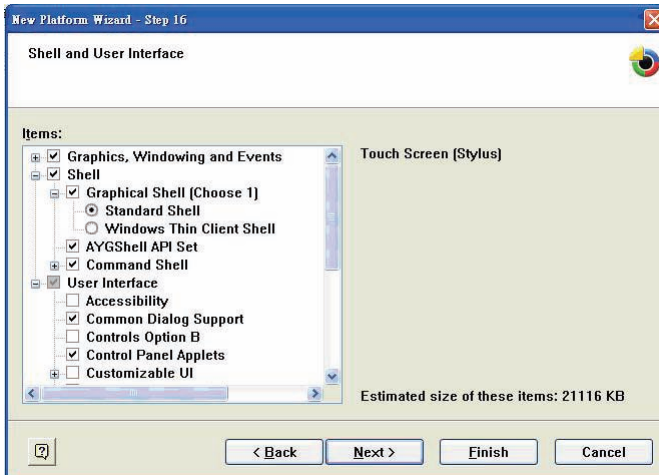 New Platform Wizard - Step 16
Shell and User Interface
Items:
Graphics, Windowing and Events
Shell
Graphical Shell (Choose 1)
Standard Shell
Windows Thin Client Shell
AYGShell API Set
Command Shell
User Interface
Accessibility
Common Dialog Support
Controls Option B
Control Panel Applets
Customizable UI
Touch Screen (Stylus)
Estimated size of these items: 21116 KB
< Back
Next >
Finish
Cancel